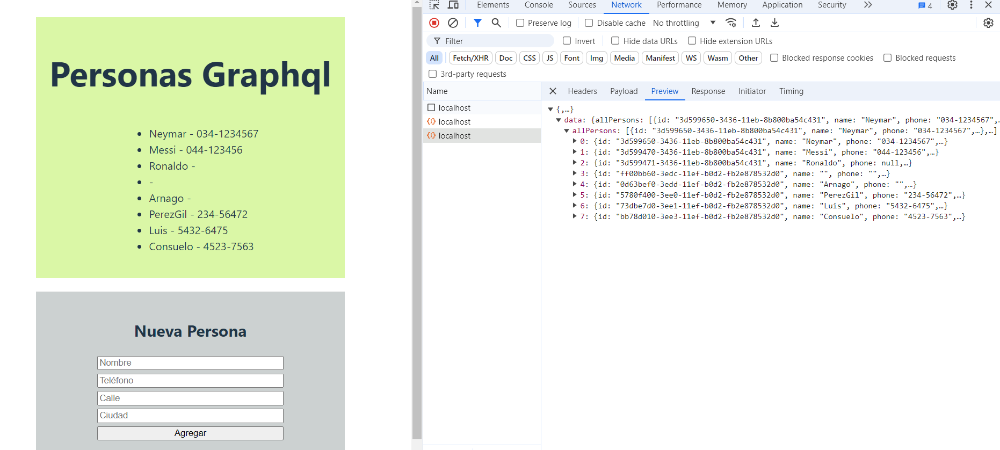 Personas Graphql
Neymar - 034-1234567
Messi - 044-123456
Ronaldo -
-
Arnago -
PerezGil - 234-56472
Luis - 5432-6475
Consuelo - 4523-7563
Nueva Persona
Nombre
Teléfono
Calle
Ciudad
Agregar
Elements Console Sources Network Performance Memory Application Security 4
Preserve log Disable cache No throttling
Filter Invert Hide data URLs Hide extension URLs
All Fetch/XHR Doc CSS JS Font Img Media Manifest WS Wasm Other Blocked response cookies Blocked requests
3rd-party requests
Name
localhost
localhost
localhost
Headers Payload Preview Response Initiator Timing
{,…}
data: {allPersons: [{id: "3d599650-3436-11eb-8b800ba54c431", name: "Neymar", phone: "034-1234567",…
allPersons: [{id: "3d599650-3436-11eb-8b800ba54c431", name: "Neymar", phone: "034-1234567",…},…]
0: {id: "3d599650-3436-11eb-8b800ba54c431", name: "Neymar", phone: "034-1234567",…}
1: {id: "3d599470-3436-11eb-8b800ba54c431", name: "Messi", phone: "044-123456",…}
2: {id: "3d599471-3436-11eb-8b800ba54c431", name: "Ronaldo", phone: null,…}
3: {id: "ff00bb60-3edc-11ef-b0d2-fb2e878532d0", name: "", phone: "",…}
4: {id: "0d63bef0-3edd-11ef-b0d2-fb2e878532d0", name: "Arnago", phone: "",…}
5: {id: "5780f400-3ee0-11ef-b0d2-fb2e878532d0", name: "PerezGil", phone: "234-56472",…}
6: {id: "73dbe7d0-3ee1-11ef-b0d2-fb2e878532d0", name: "Luis", phone: "5432-6475",…}
7: {id: "bb78d010-3ee3-11ef-b0d2-fb2e878532d0", name: "Consuelo", phone: "4523-7563",…}